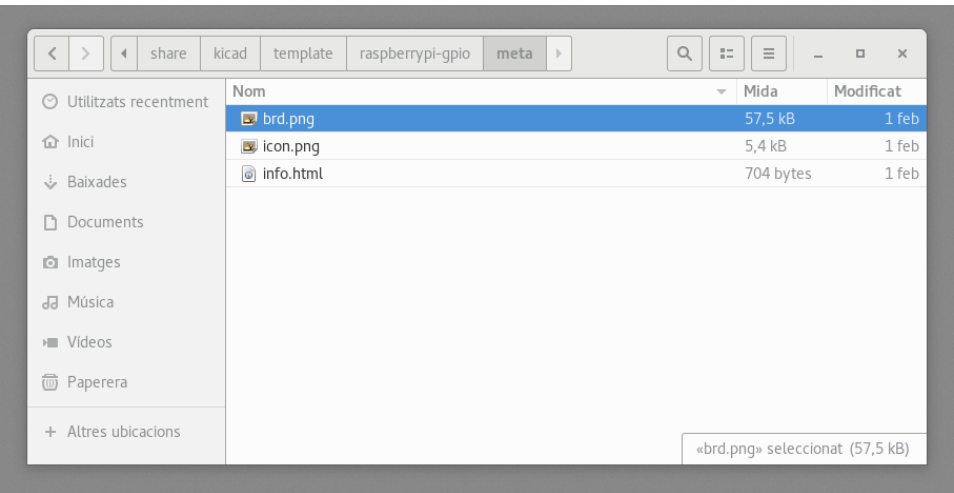 share kicad template raspberrypi-gpio meta
Utilitzats recentment
Inici
Baixades
Documents
Imatges
Música
Vídeos
Paperera
Altres ubicacions
Nom Mida Modificat
brd.png 57,5 kB 1 feb
icon.png 5,4 kB 1 feb
info.html 704 bytes 1 feb
«brd.png» seleccionat (57,5 kB)